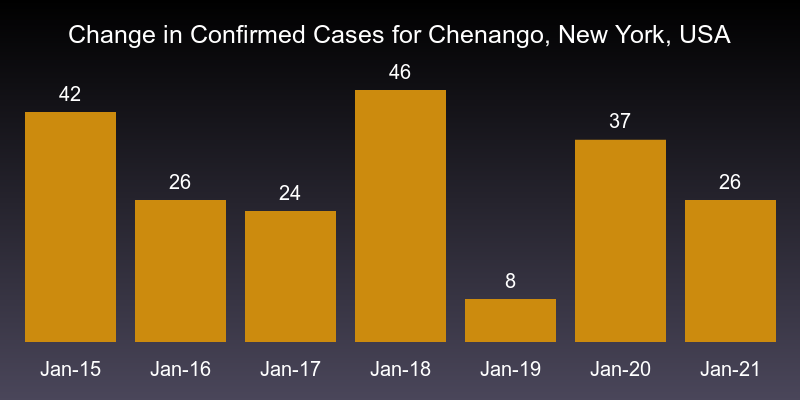 Change in Confirmed Cases for Chenango, New York, USA
42
26
24
46
8
37
26
Jan-15
Jan-16
Jan-17
Jan-18
Jan-19
Jan-20
Jan-21